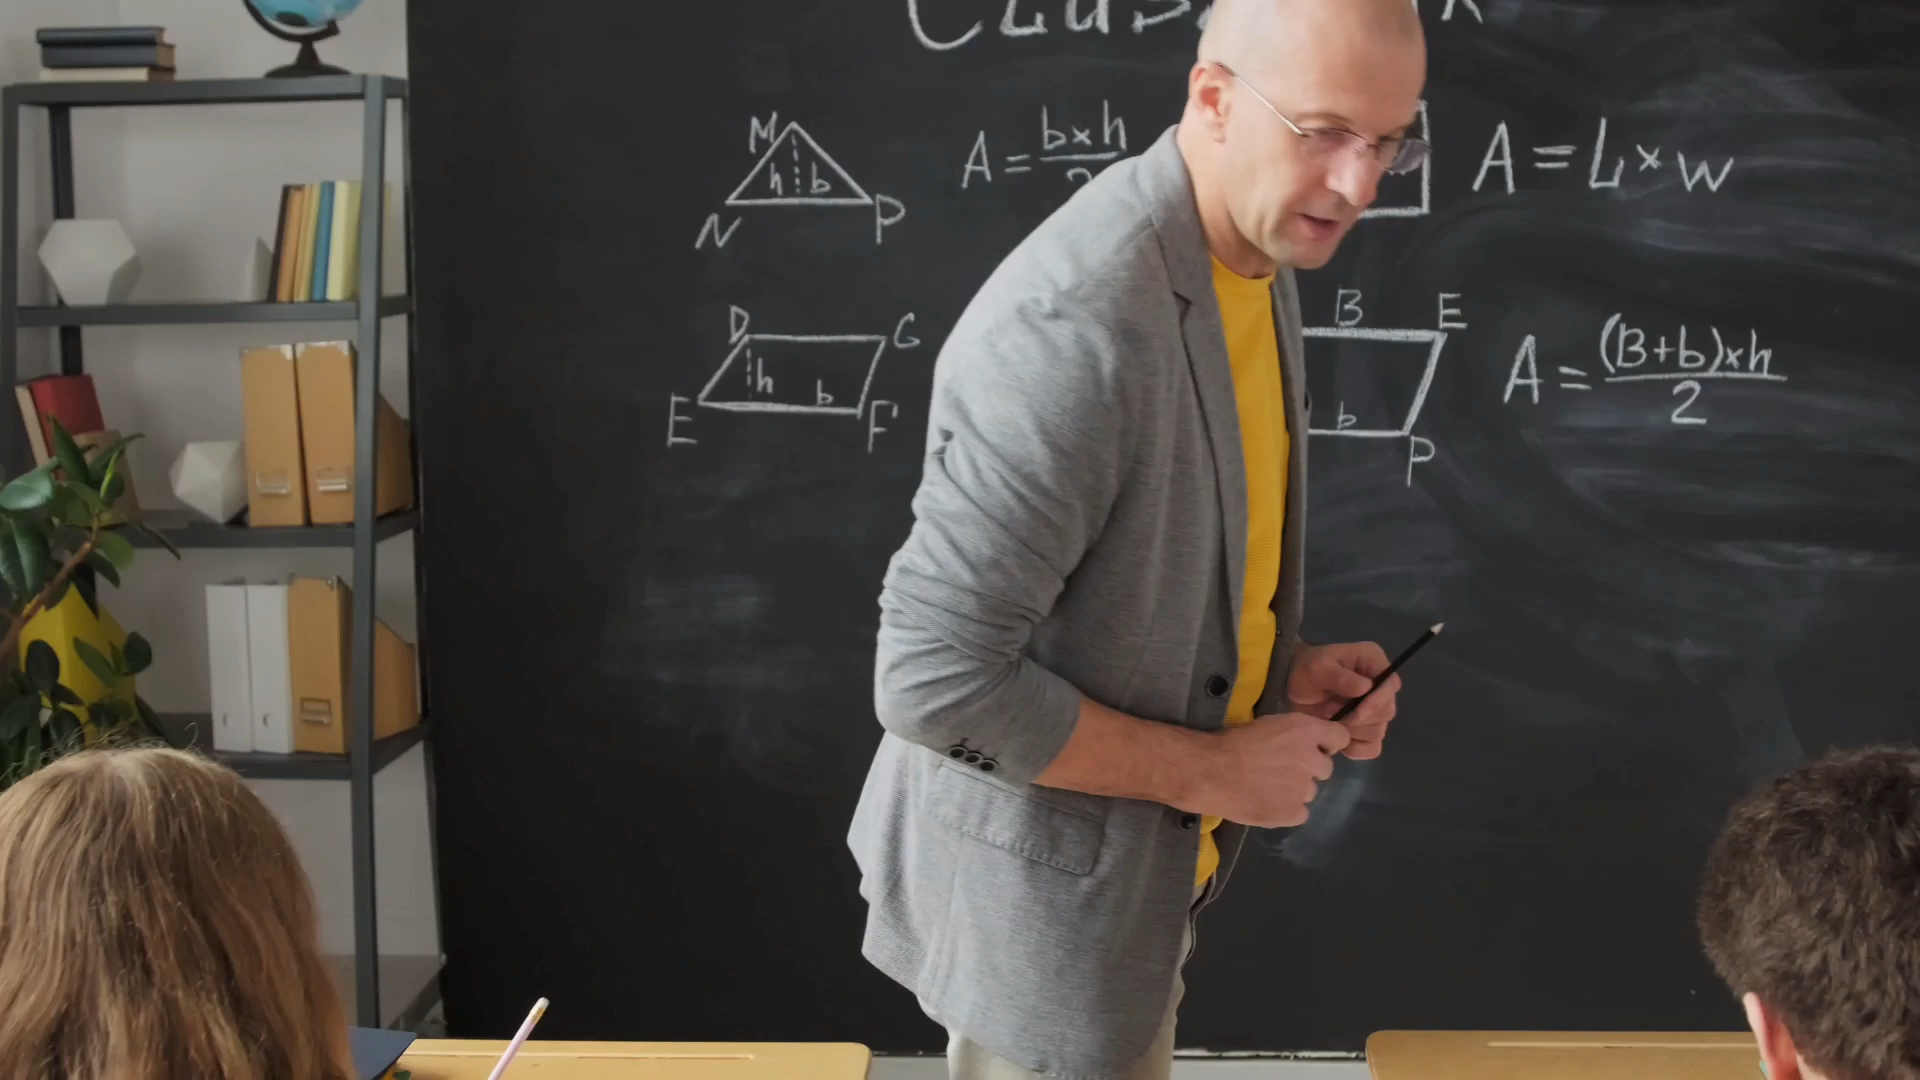 M
h b
N P
A = b×h
A = L×w
D G
h b
E F
B E
b
P
A = (B+b)×h
2